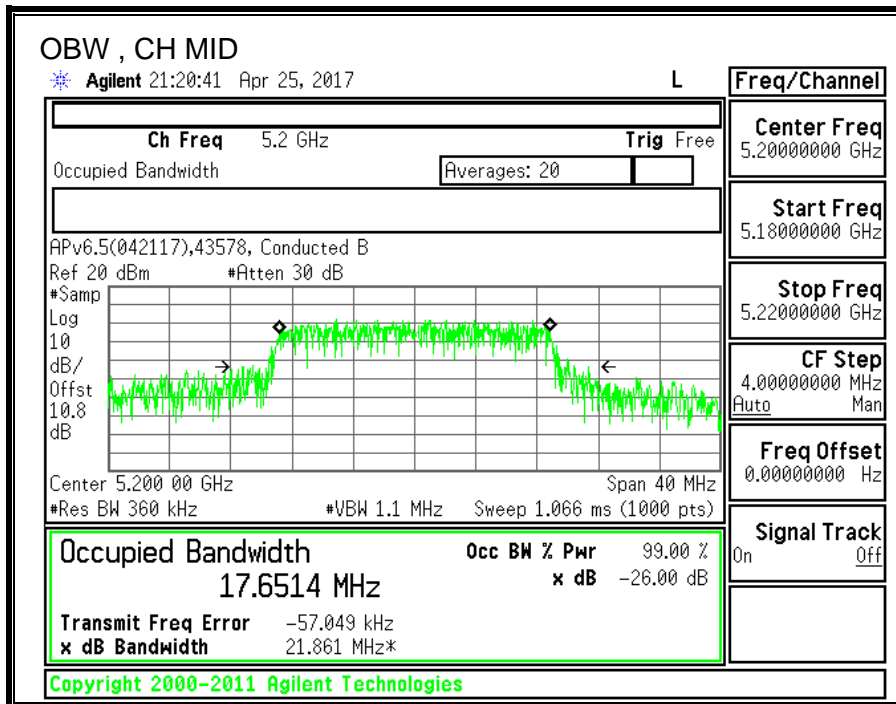 OBW , CH MID
Agilent 21:20:41 Apr 25, 2017 L
Freq/Channel
Ch Freq 5.2 GHz Trig Free
Occupied Bandwidth Averages: 20
APv6.5(042117),43578, Conducted B
Ref 20 dBm #Atten 30 dB
#Samp
Log
10
dB/
Offst
10.8
dB
Center 5.200 00 GHz Span 40 MHz
#Res BW 360 kHz #VBW 1.1 MHz Sweep 1.066 ms (1000 pts)
Occupied Bandwidth Occ BW % Pwr 99.00 %
17.6514 MHz x dB -26.00 dB
Transmit Freq Error -57.049 kHz
x dB Bandwidth 21.861 MHz*
Copyright 2000-2011 Agilent Technologies
Center Freq
5.20000000 GHz
Start Freq
5.18000000 GHz
Stop Freq
5.22000000 GHz
CF Step
4.00000000 MHz
Auto Man
Freq Offset
0.00000000 Hz
Signal Track
On Off